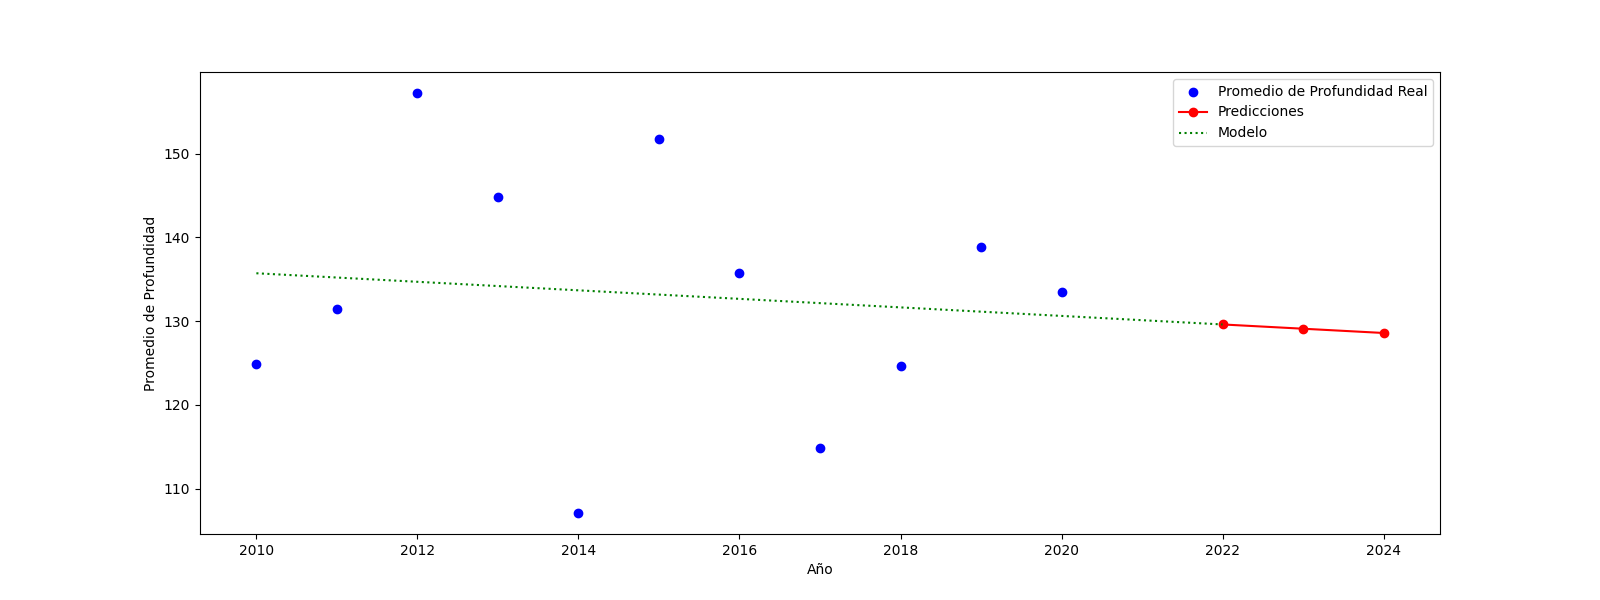 Promedio de Profundidad Real
Predicciones
Modelo
150
140
130
120
110
Promedio de Profundidad
2010 2012 2014 2016 2018 2020 2022 2024
Año